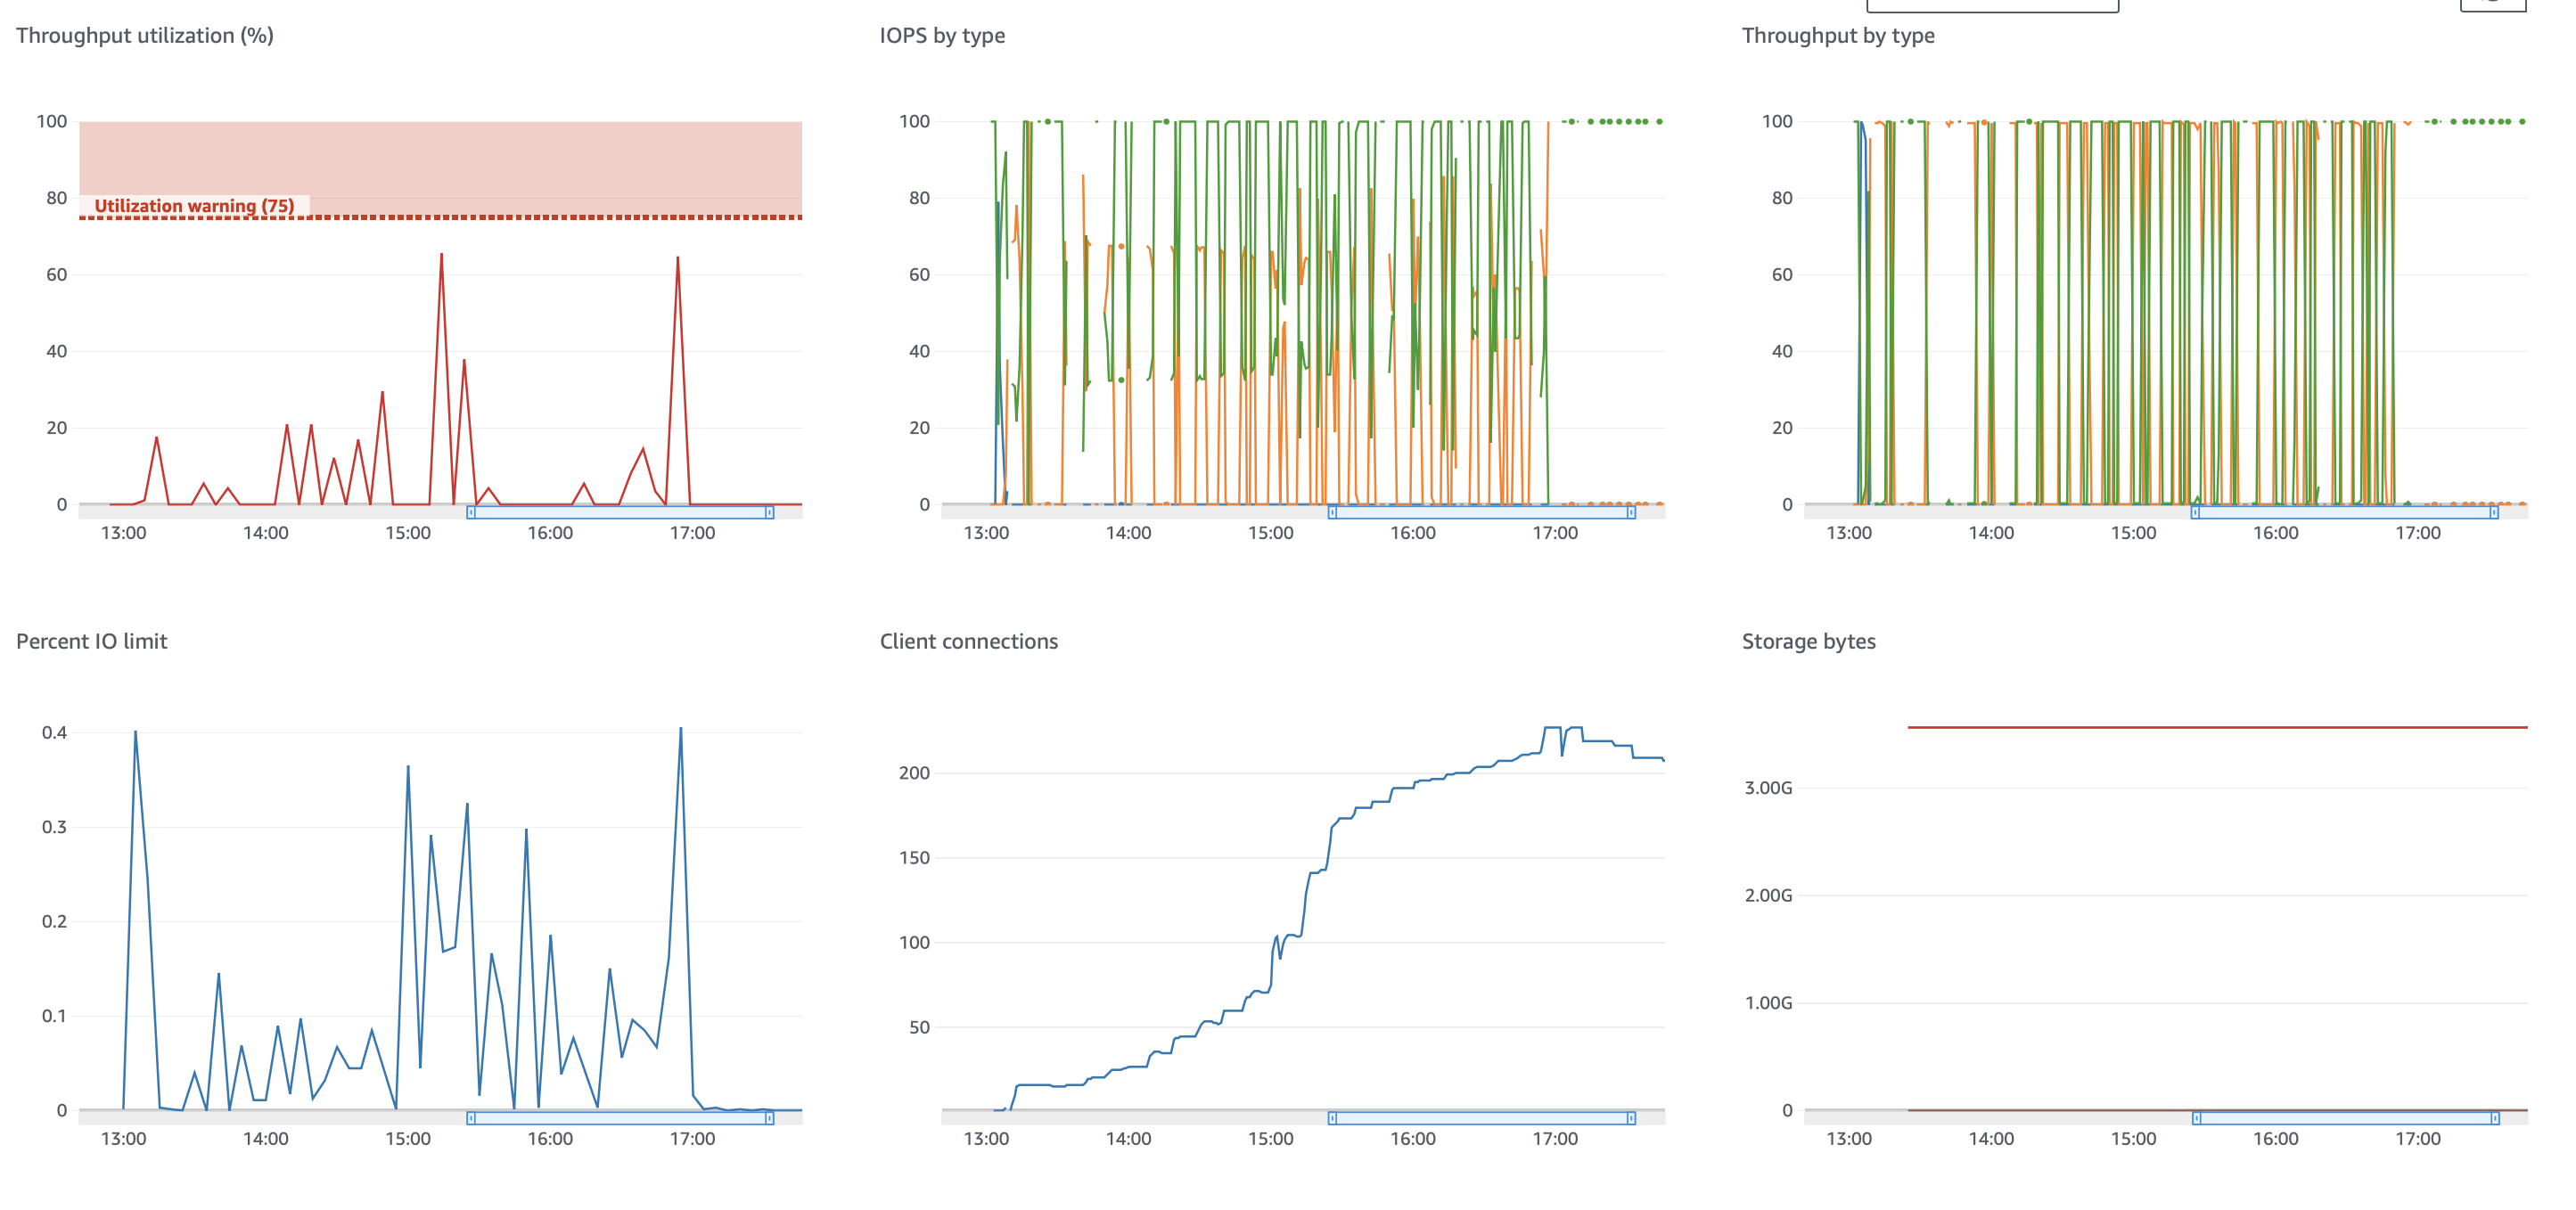 Throughput utilization (%)
IOPS by type
Throughput by type
100
80
Utilization warning (75)
60
40
20
0
13:00 14:00 15:00 16:00 17:00
100
80
60
40
20
0
13:00 14:00 15:00 16:00 17:00
100
80
60
40
20
0
13:00 14:00 15:00 16:00 17:00
Percent IO limit
Client connections
Storage bytes
0.4
0.3
0.2
0.1
0
13:00 14:00 15:00 16:00 17:00
200
150
100
50
13:00 14:00 15:00 16:00 17:00
3.00G
2.00G
1.00G
0
13:00 14:00 15:00 16:00 17:00